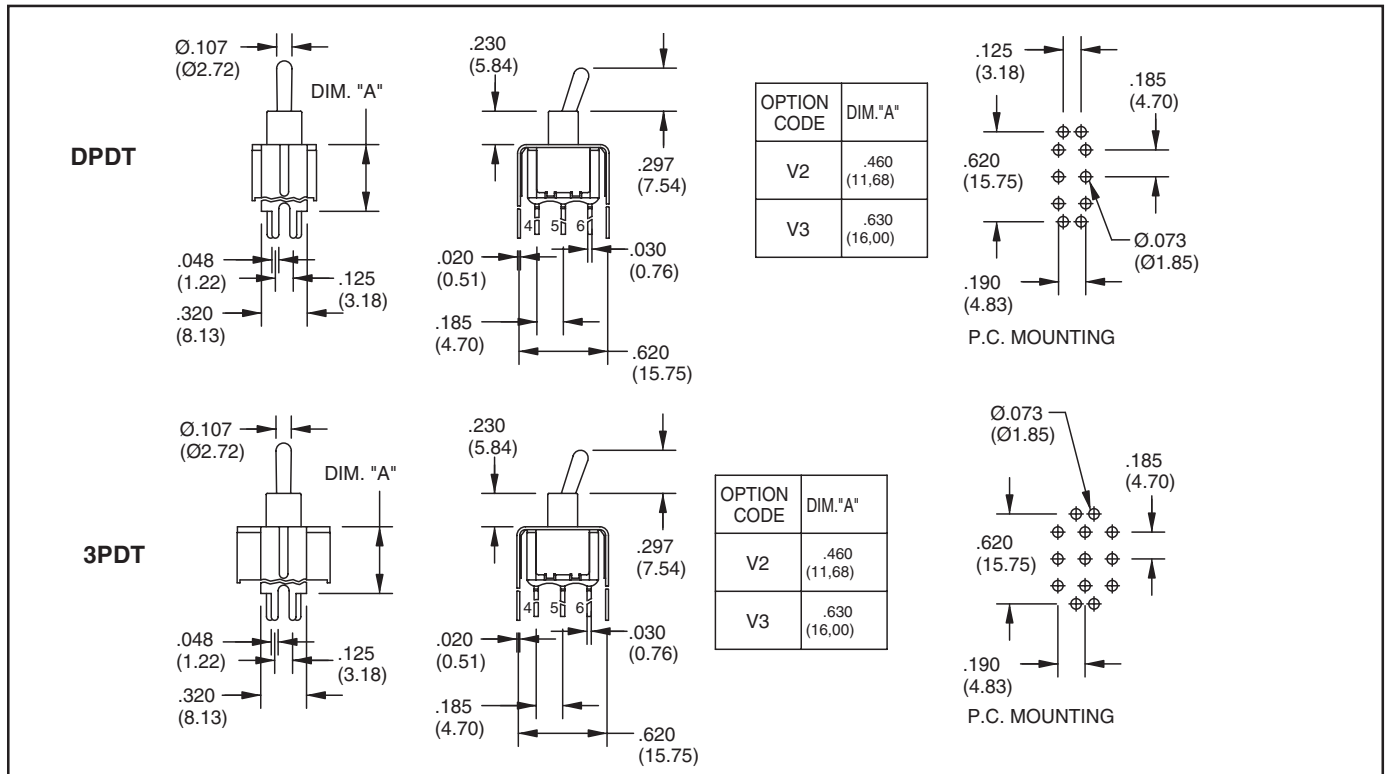 DPDT
Ø.107
(Ø2.72)
DIM. "A"
.048
(1.22)
.125
(3.18)
.320
(8.13)
.230
(5.84)
.297
(7.54)
4 5 6
.020
(0.51)
.030
(0.76)
.185
(4.70)
.620
(15.75)
OPTION CODE DIM."A"
V2 .460 (11,68)
V3 .630 (16,00)
.125
(3.18)
.185
(4.70)
.620
(15.75)
Ø.073
(Ø1.85)
.190
(4.83)
P.C. MOUNTING
3PDT
Ø.107
(Ø2.72)
DIM. "A"
.048
(1.22)
.125
(3.18)
.320
(8.13)
.230
(5.84)
.297
(7.54)
4 5 6
.020
(0.51)
.030
(0.76)
.185
(4.70)
.620
(15.75)
OPTION CODE DIM."A"
V2 .460 (11,68)
V3 .630 (16,00)
Ø.073
(Ø1.85)
.185
(4.70)
.620
(15.75)
.190
(4.83)
P.C. MOUNTING